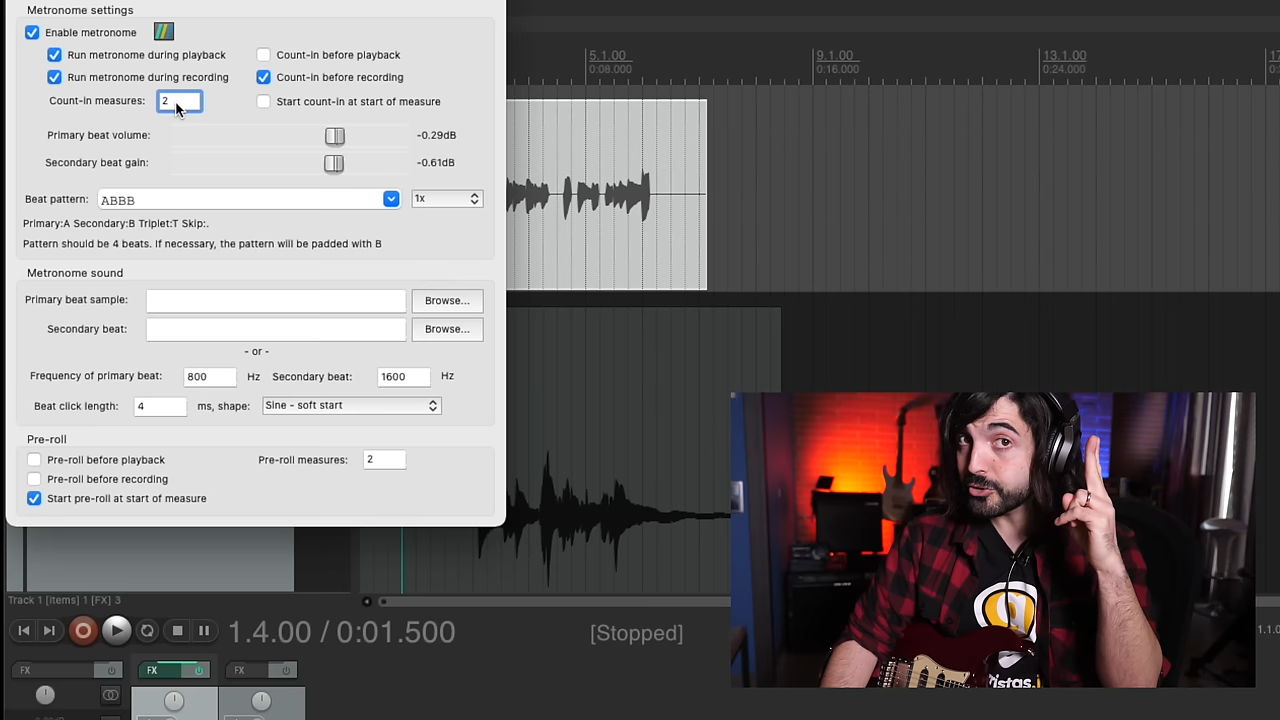 Metronome settings
Enable metronome
Run metronome during playback
Count-in before playback
Run metronome during recording
Count-in before recording
Count-in measures: 2
Start count-in at start of measure
Primary beat volume: -0.29dB
Secondary beat gain: -0.61dB
Beat pattern: ABBB 1x
Primary:A Secondary:B Triplet:T Skip:.
Pattern should be 4 beats. If necessary, the pattern will be padded with B
Metronome sound
Primary beat sample: Browse...
Secondary beat: Browse...
- or -
Frequency of primary beat: 800 Hz Secondary beat: 1600 Hz
Beat click length: 4 ms, shape: Sine - soft start
Pre-roll
Pre-roll before playback
Pre-roll measures: 2
Pre-roll before recording
Start pre-roll at start of measure
5.1.00 9.1.00 13.1.00
0:08.000 0:16.000 0:24.000
Track 1 [items] 1 [FX] 3
1.4.00 / 0:01.500 [Stopped]
FX FX FX